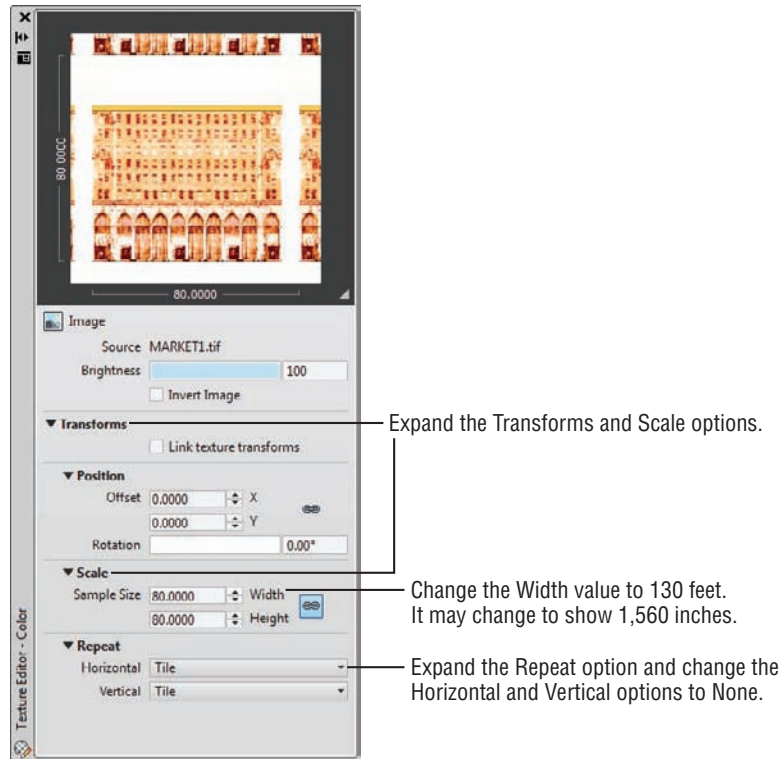 80.0000
80.0000
Image
Source MARKET1.tif
Brightness 100
Invert Image
Transforms
Link texture transforms
Position
Offset 0.0000 X
0.0000 Y
Rotation 0.00°
Scale
Sample Size 80.0000 Width
80.0000 Height
Repeat
Horizontal Tile
Vertical Tile
Texture Editor - Color
Expand the Transforms and Scale options.
Change the Width value to 130 feet.
It may change to show 1,560 inches.
Expand the Repeat option and change the
Horizontal and Vertical options to None.